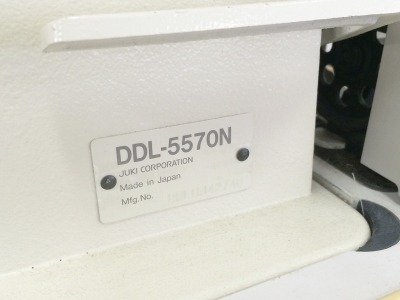 DDL-5570N
JUKI CORPORATION
Made in Japan
Mfg.No.